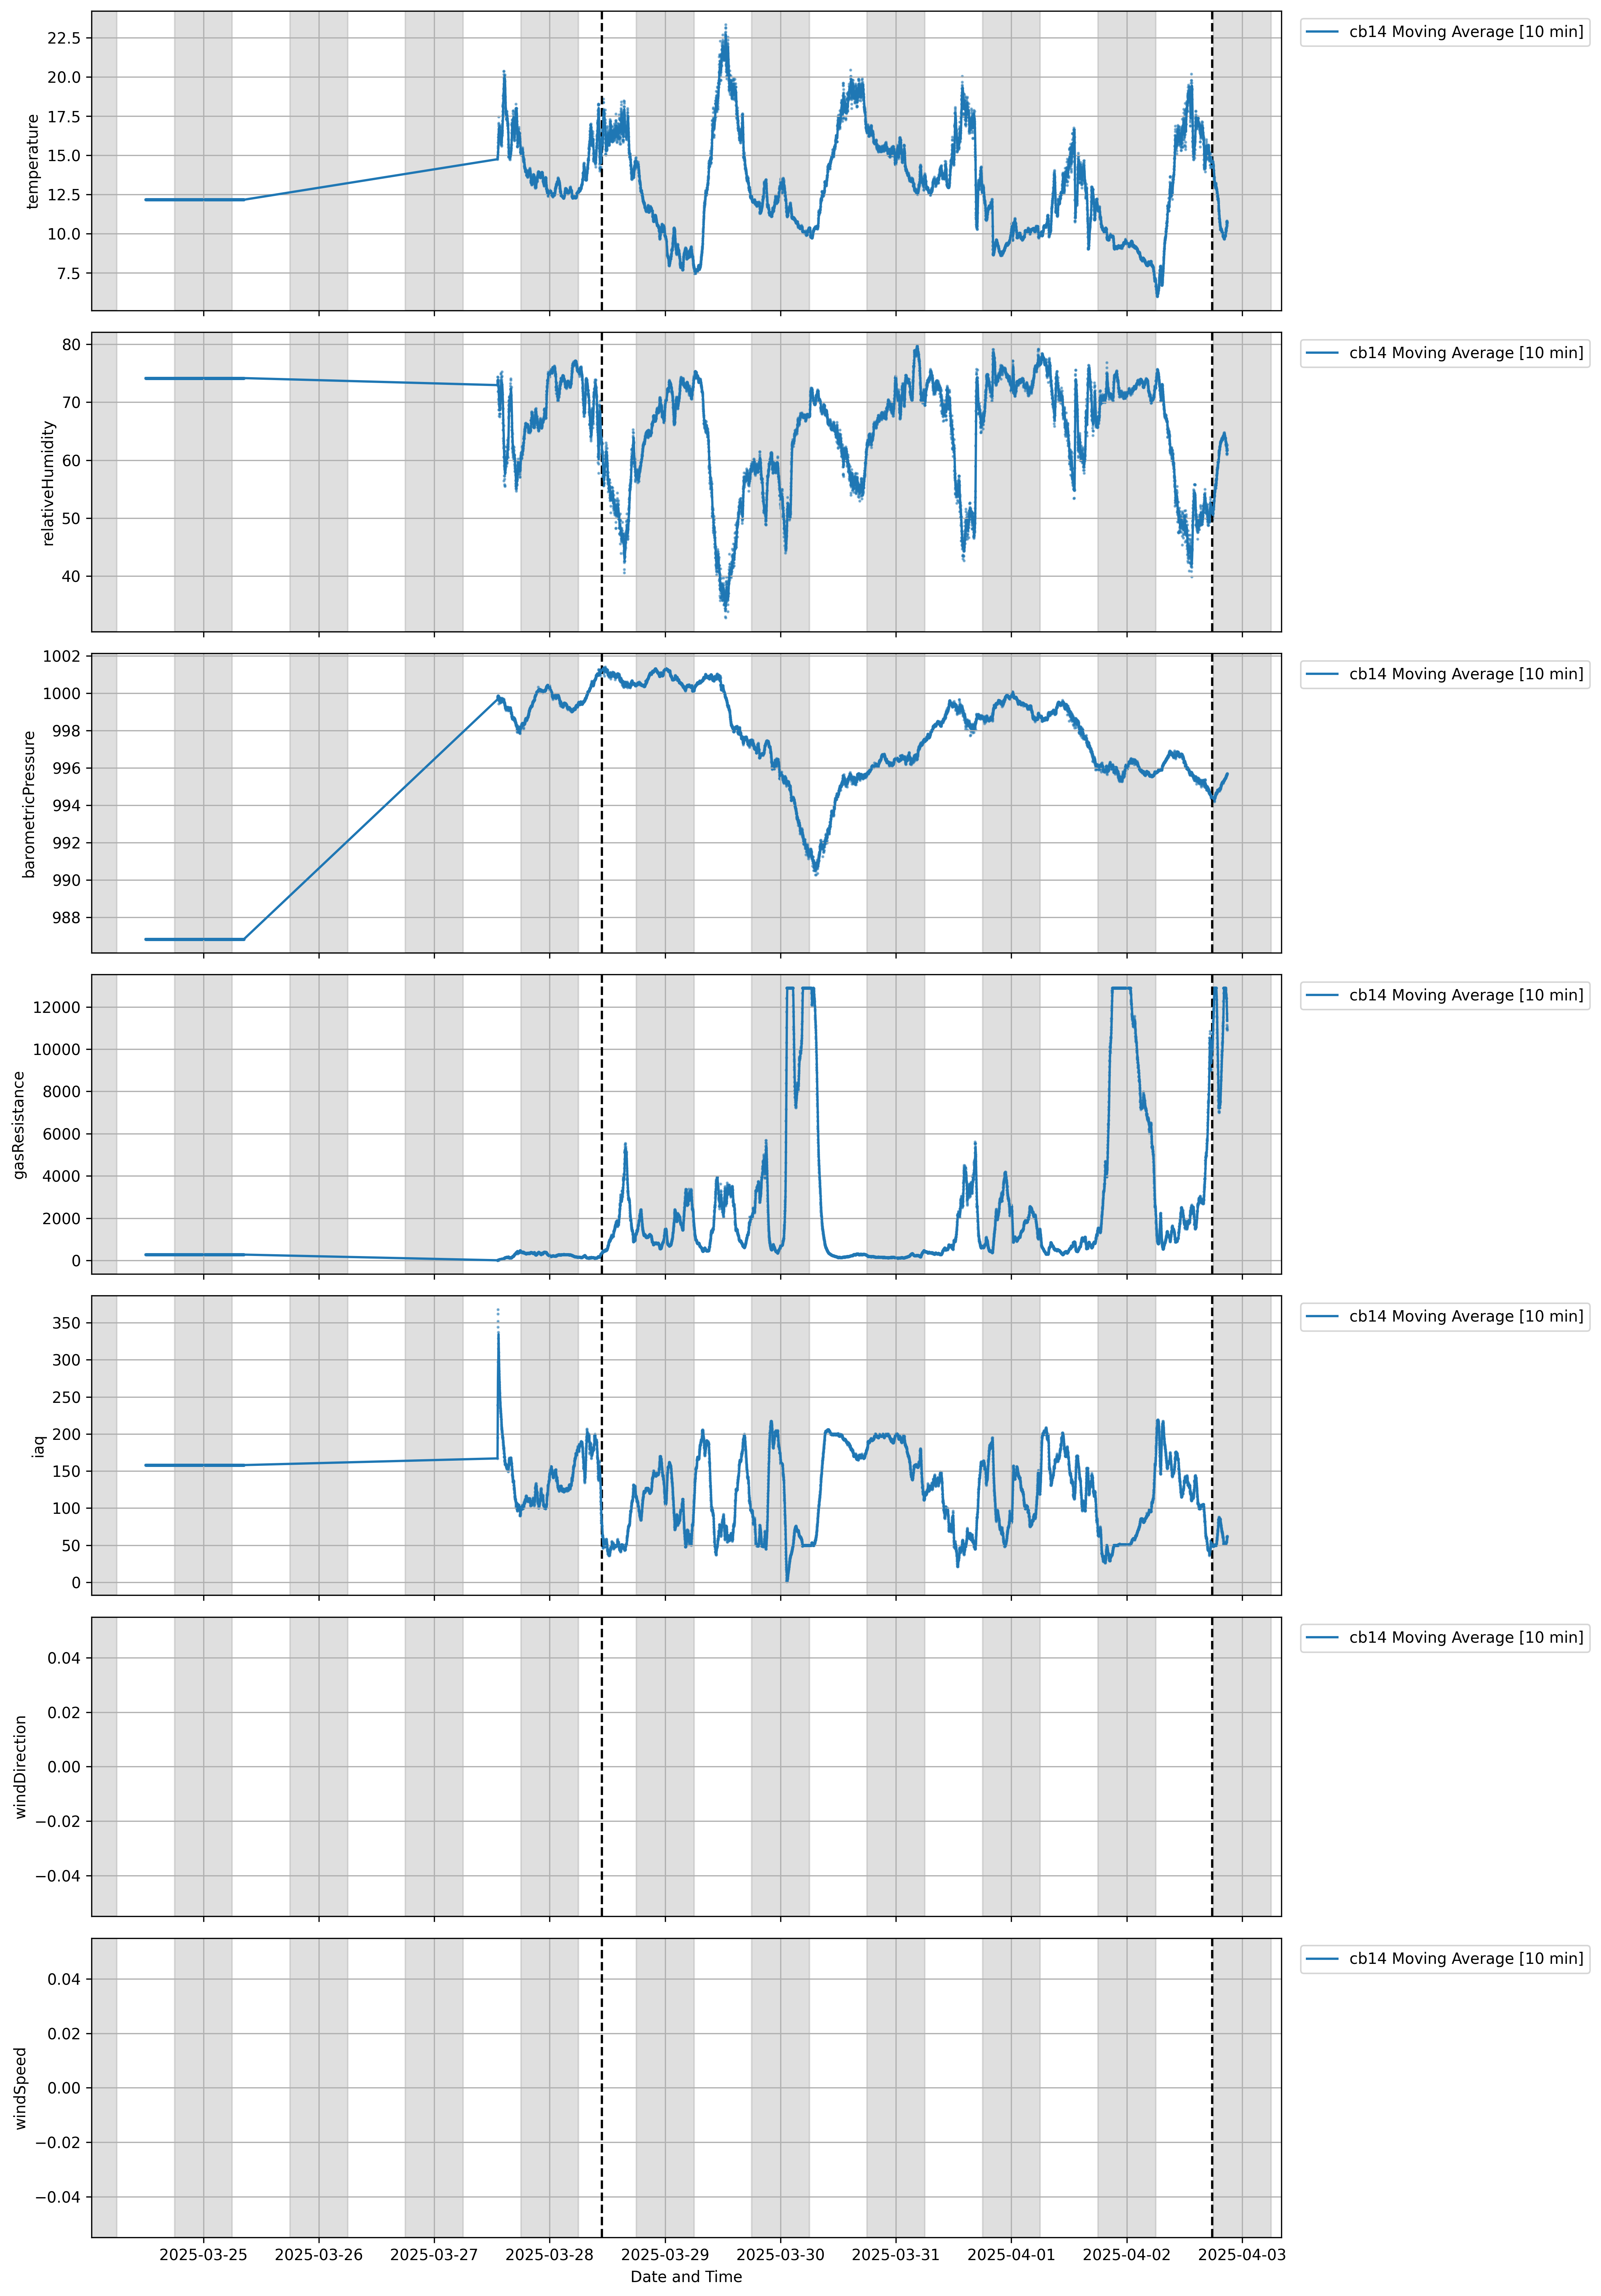 22.5
20.0
17.5
15.0
12.5
10.0
7.5
temperature
cb14 Moving Average [10 min]
80
70
60
50
40
relativeHumidity
cb14 Moving Average [10 min]
1002
1000
998
996
994
992
990
988
barometricPressure
cb14 Moving Average [10 min]
12000
10000
8000
6000
4000
2000
0
gasResistance
cb14 Moving Average [10 min]
350
300
250
200
150
100
50
0
iaq
cb14 Moving Average [10 min]
0.04
0.02
0.00
−0.02
−0.04
windDirection
cb14 Moving Average [10 min]
0.04
0.02
0.00
−0.02
−0.04
windSpeed
cb14 Moving Average [10 min]
2025-03-25 2025-03-26 2025-03-27 2025-03-28 2025-03-29 2025-03-30 2025-03-31 2025-04-01 2025-04-02 2025-04-03
Date and Time